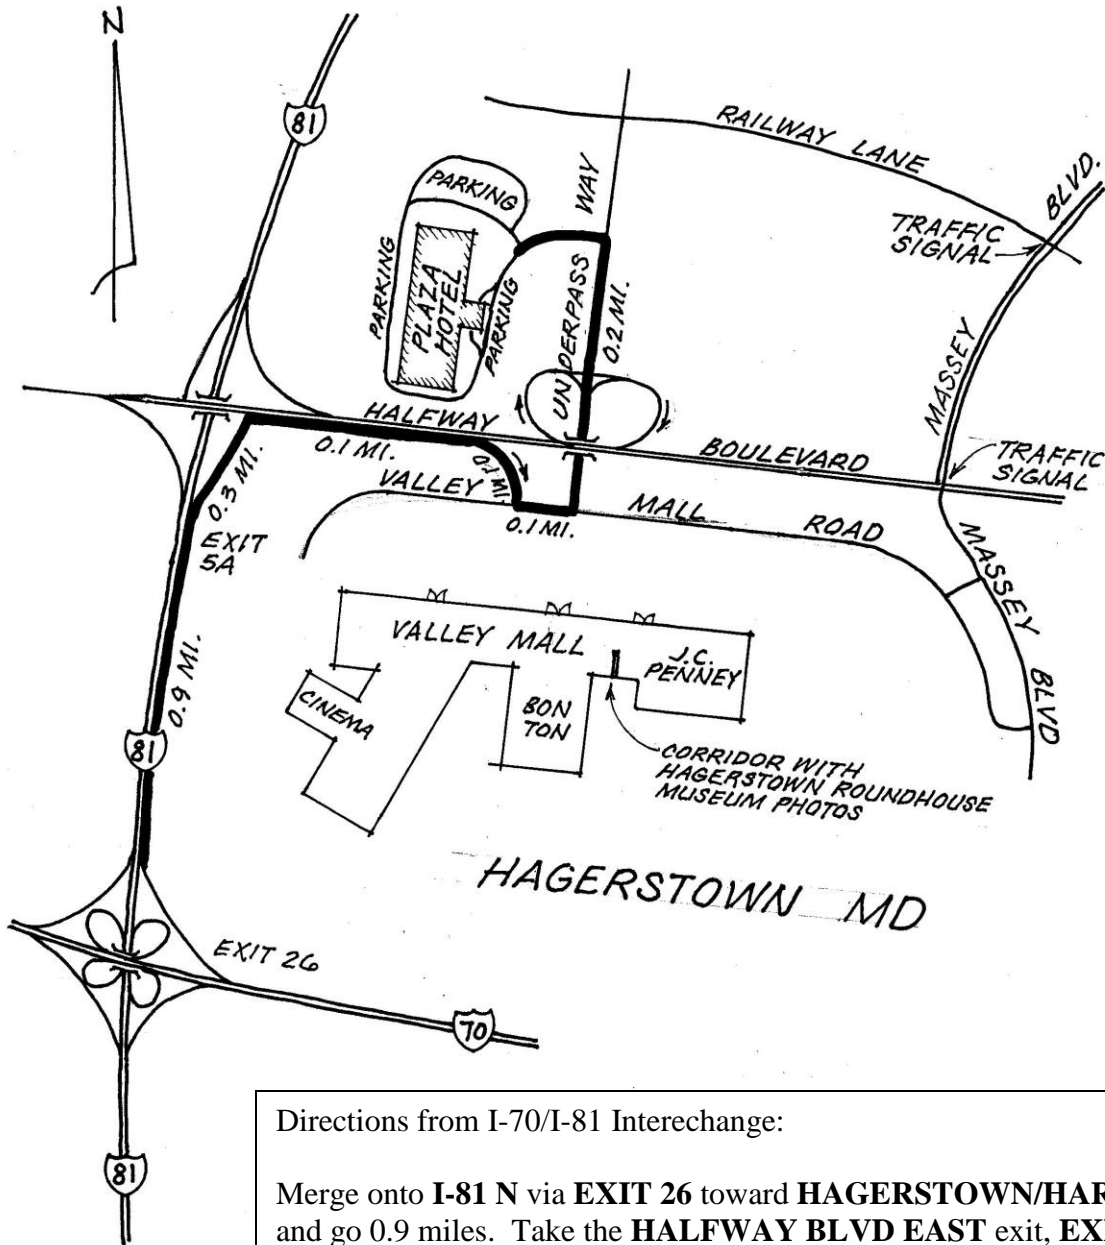 N
81
RAILWAY LANE
PARKING
WAY
BLVD.
TRAFFIC
SIGNAL
PARKING
PLAZA
HOTEL
PARKING
UNDERPASS
0.2 MI.
MASSEY
HALFWAY
BOULEVARD
TRAFFIC
SIGNAL
0.1 MI.
0.1 MI.
0.3 MI.
VALLEY
MALL
ROAD
0.1 MI.
EXIT
5A
MASSEY
BLVD
VALLEY MALL
J.C.
PENNEY
0.9 MI.
CINEMA
BON
TON
81
CORRIDOR WITH
HAGERSTOWN ROUNDHOUSE
MUSEUM PHOTOS
HAGERSTOWN MD
EXIT 26
70
81
Directions from I-70/I-81 Interechange:
Merge onto I-81 N via EXIT 26 toward HAGERSTOWN/HAR
and go 0.9 miles. Take the HALFWAY BLVD EAST exit, EX